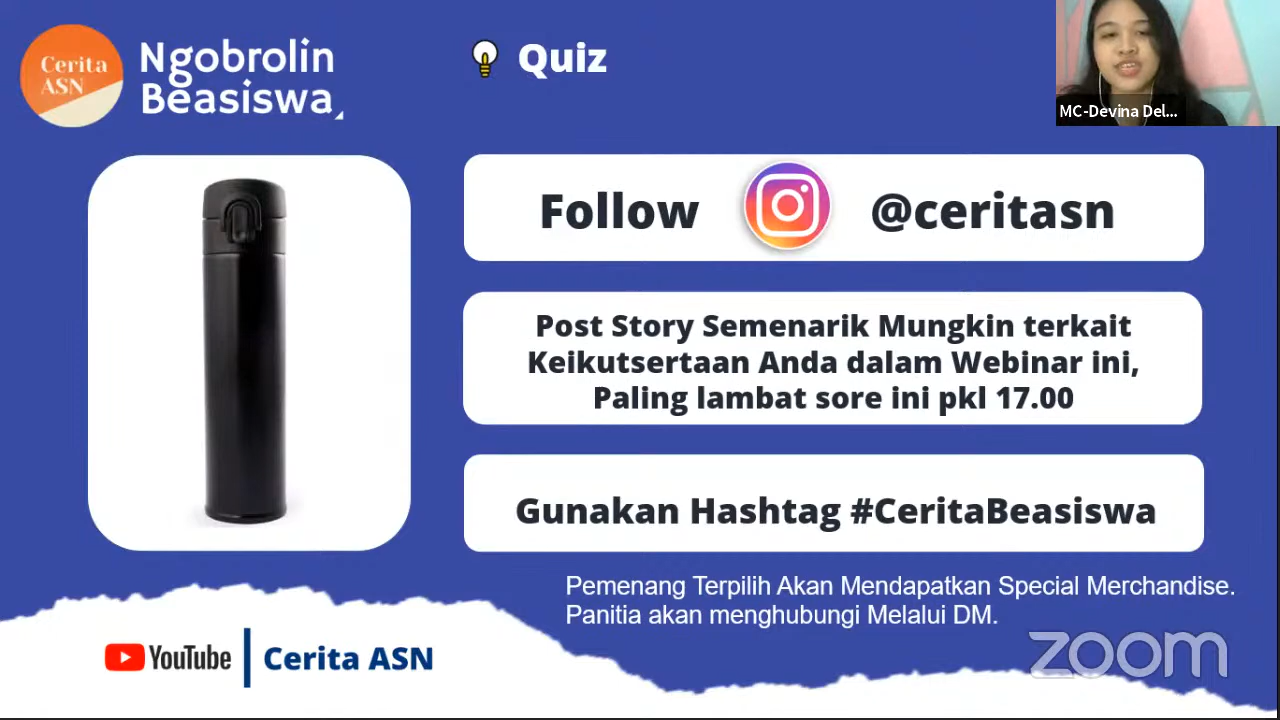 Cerita
ASN
Ngobrolin
Beasiswa
Quiz
MC-Devina Del...
Follow
@ceritasn
Post Story Semenarik Mungkin terkait
Keikutsertaan Anda dalam Webinar ini,
Paling lambat sore ini pkl 17.00
Gunakan Hashtag #CeritaBeasiswa
Pemenang Terpilih Akan Mendapatkan Special Merchandise.
Panitia akan menghubungi Melalui DM.
YouTube
Cerita ASN
zoom